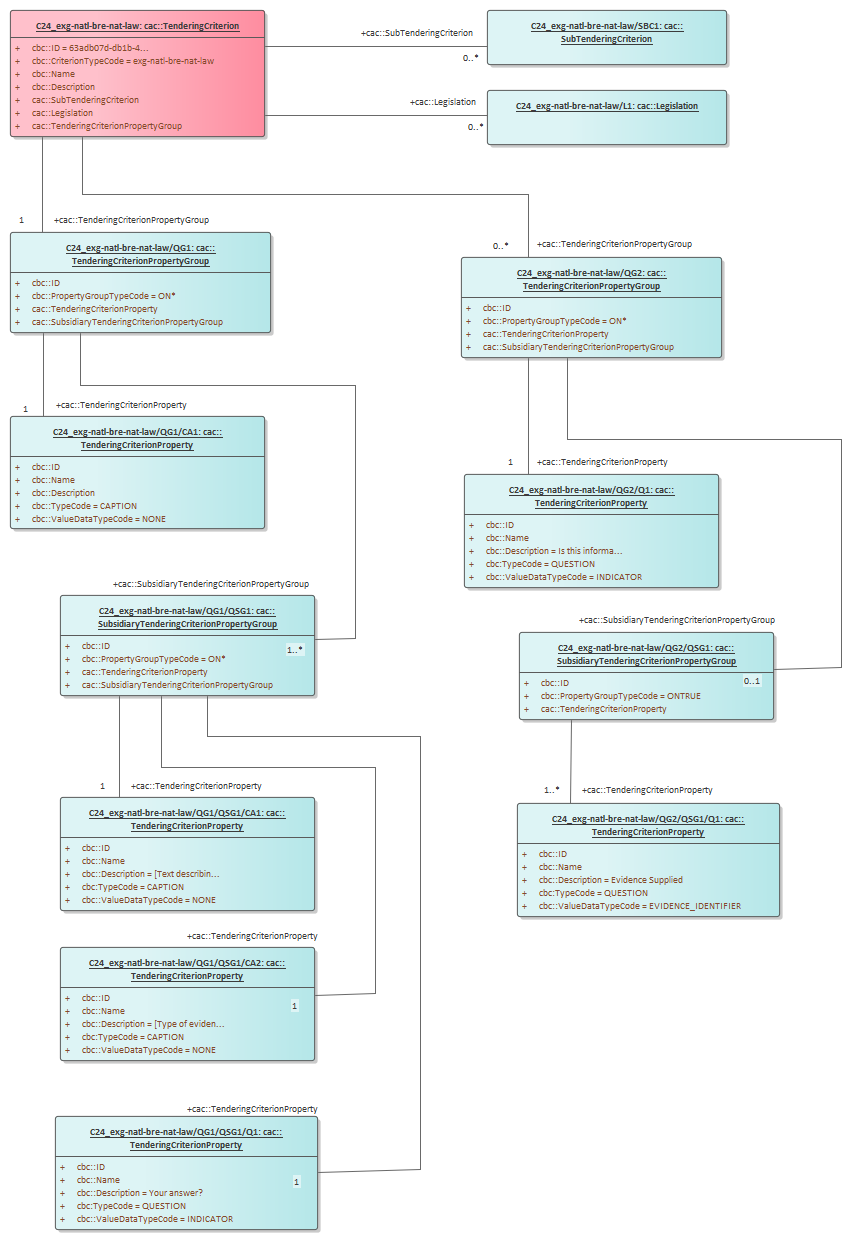 C24_exg-natl-bre-nat-law: cac::TenderingCriterion
+ cbc::ID = 63adb07d-db1b-4...
+ cbc::CriterionTypeCode = exg-natl-bre-nat-law
+ cbc::Name
+ cbc::Description
+ cac::SubTenderingCriterion
+ cac::Legislation
+ cac::TenderingCriterionPropertyGroup
+cac::SubTenderingCriterion
0..*
C24_exg-natl-bre-nat-law/SBC1: cac::
SubTenderingCriterion
+cac::Legislation
0..*
C24_exg-natl-bre-nat-law/L1: cac::Legislation
1
+cac::TenderingCriterionPropertyGroup
C24_exg-natl-bre-nat-law/QG1: cac::
TenderingCriterionPropertyGroup
+ cbc::ID
+ cbc::PropertyGroupTypeCode = ON*
+ cac::TenderingCriterionProperty
+ cac::SubsidiaryTenderingCriterionPropertyGroup
0..*
+cac::TenderingCriterionPropertyGroup
C24_exg-natl-bre-nat-law/QG2: cac::
TenderingCriterionPropertyGroup
+ cbc::ID
+ cbc::PropertyGroupTypeCode = ON*
+ cac::TenderingCriterionProperty
+ cac::SubsidiaryTenderingCriterionPropertyGroup
1
+cac::TenderingCriterionProperty
C24_exg-natl-bre-nat-law/QG1/CA1: cac::
TenderingCriterionProperty
+ cbc::ID
+ cbc::Name
+ cbc::Description
+ cbc::TypeCode = CAPTION
+ cbc::ValueDataTypeCode = NONE
1
+cac::TenderingCriterionProperty
C24_exg-natl-bre-nat-law/QG2/Q1: cac::
TenderingCriterionProperty
+ cbc::ID
+ cbc::Name
+ cbc::Description = Is this informa...
+ cbc:TypeCode = QUESTION
+ cbc::ValueDataTypeCode = INDICATOR
+cac::SubsidiaryTenderingCriterionPropertyGroup
C24_exg-natl-bre-nat-law/QG1/QSG1: cac::
SubsidiaryTenderingCriterionPropertyGroup
+ cbc::ID
1..*
+ cbc::PropertyGroupTypeCode = ON*
+ cac::TenderingCriterionProperty
+ cac::SubsidiaryTenderingCriterionPropertyGroup
+cac::SubsidiaryTenderingCriterionPropertyGroup
C24_exg-natl-bre-nat-law/QG2/QSG1: cac::
SubsidiaryTenderingCriterionPropertyGroup
+ cbc::ID
0..1
+ cbc::PropertyGroupTypeCode = ONTRUE
+ cac::TenderingCriterionProperty
1
+cac::TenderingCriterionProperty
C24_exg-natl-bre-nat-law/QG1/QSG1/CA1: cac::
TenderingCriterionProperty
+ cbc::ID
+ cbc::Name
+ cbc::Description = [Text describin...
+ cbc:TypeCode = CAPTION
+ cbc::ValueDataTypeCode = NONE
1..*
+cac::TenderingCriterionProperty
C24_exg-natl-bre-nat-law/QG2/QSG1/Q1: cac::
TenderingCriterionProperty
+ cbc::ID
+ cbc::Name
+ cbc::Description = Evidence Supplied
+ cbc:TypeCode = QUESTION
+ cbc::ValueDataTypeCode = EVIDENCE_IDENTIFIER
+cac::TenderingCriterionProperty
C24_exg-natl-bre-nat-law/QG1/QSG1/CA2: cac::
TenderingCriterionProperty
+ cbc::ID
1
+ cbc::Name
+ cbc::Description = [Type of eviden...
+ cbc:TypeCode = CAPTION
+ cbc::ValueDataTypeCode = NONE
+cac::TenderingCriterionProperty
C24_exg-natl-bre-nat-law/QG1/QSG1/Q1: cac::
TenderingCriterionProperty
+ cbc::ID
+ cbc::Name
1
+ cbc::Description = Your answer?
+ cbc:TypeCode = QUESTION
+ cbc::ValueDataTypeCode = INDICATOR